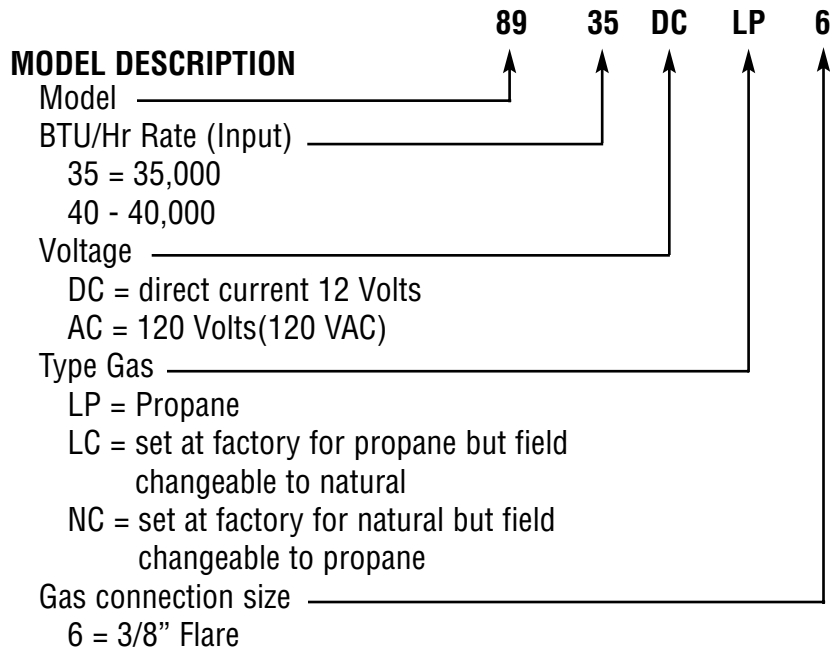 89 35 DC LP 6
MODEL DESCRIPTION
Model
BTU/Hr Rate (Input)
35 = 35,000
40 - 40,000
Voltage
DC = direct current 12 Volts
AC = 120 Volts(120 VAC)
Type Gas
LP = Propane
LC = set at factory for propane but field
changeable to natural
NC = set at factory for natural but field
changeable to propane
Gas connection size
6 = 3/8” Flare